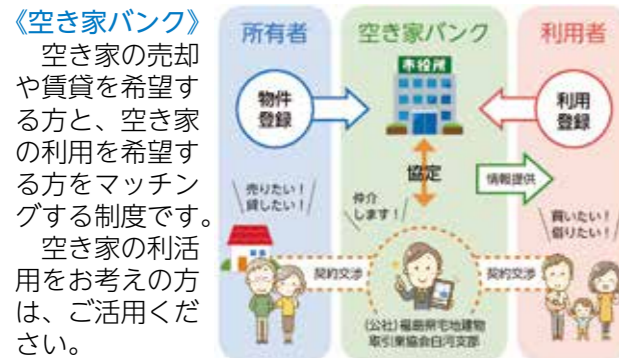 《空き家バンク》
　空き家の売却
や賃貸を希望す
る方と、空き家
の利用を希望す
る方をマッチン
グする制度です。
　空き家の利活
用をお考えの方
は、ご活用くだ
さい。
所有者
空き家バンク
利用者
市役所
物件
登録
利用
登録
協定
情報提供
売りたい！
貸したい！
仲介
します！
買いたい！
借りたい！
契約交渉
契約交渉
(公社)福島県宅地建物
取引業協会白河支部